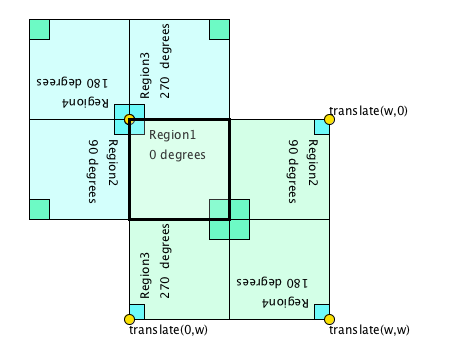 Region3
270 degrees
Region4
180 degrees
Region2
90 degrees
translate(w,0)
Region1
0 degrees
Region2
90 degrees
Region3
270 degrees
Region4
180 degrees
translate(0,w)
translate(w,w)